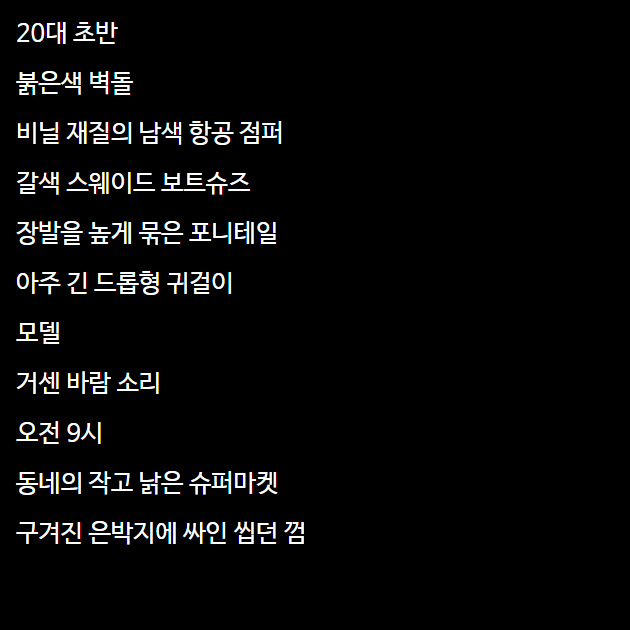 20대 초반
붉은색 벽돌
비닐 재질의 남색 항공 점퍼
갈색 스웨이드 보트슈즈
장발을 높게 묶은 포니테일
아주 긴 드롭형 귀걸이
모델
거센 바람 소리
오전 9시
동네의 작고 낡은 슈퍼마켓
구겨진 은박지에 싸인 씹던 껌